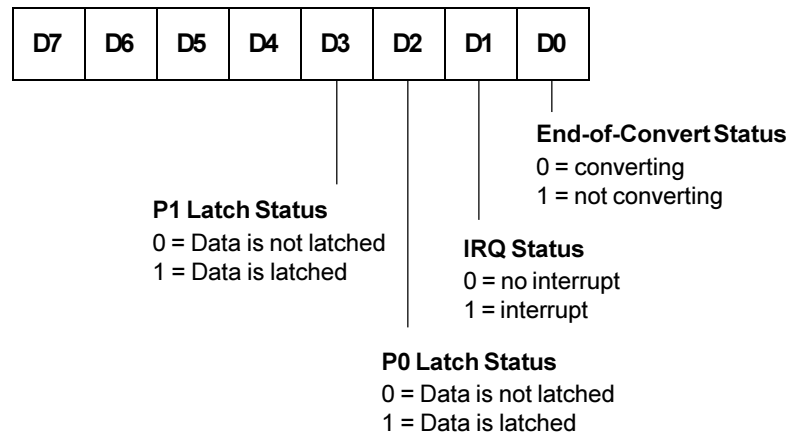 D7 D6 D5 D4 D3 D2 D1 D0
End-of-Convert Status
0 = converting
1 = not converting
P1 Latch Status
0 = Data is not latched
1 = Data is latched
IRQ Status
0 = no interrupt
1 = interrupt
P0 Latch Status
0 = Data is not latched
1 = Data is latched